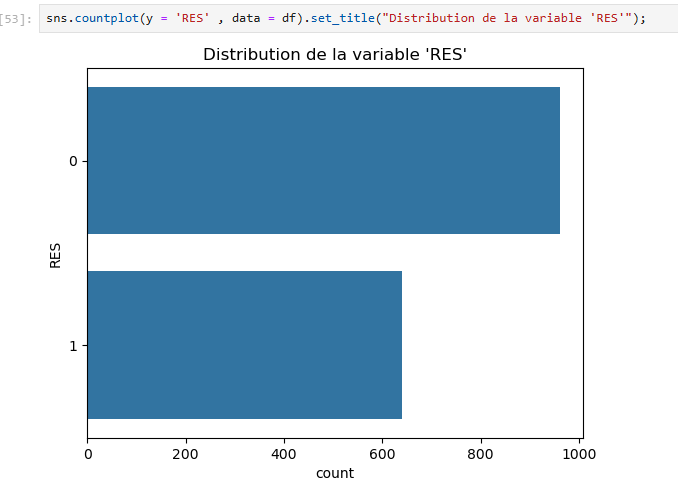 [53]: sns.countplot(y = 'RES' , data = df).set_title("Distribution de la variable 'RES'");
Distribution de la variable 'RES'
0
RES
1
0 200 400 600 800 1000
count